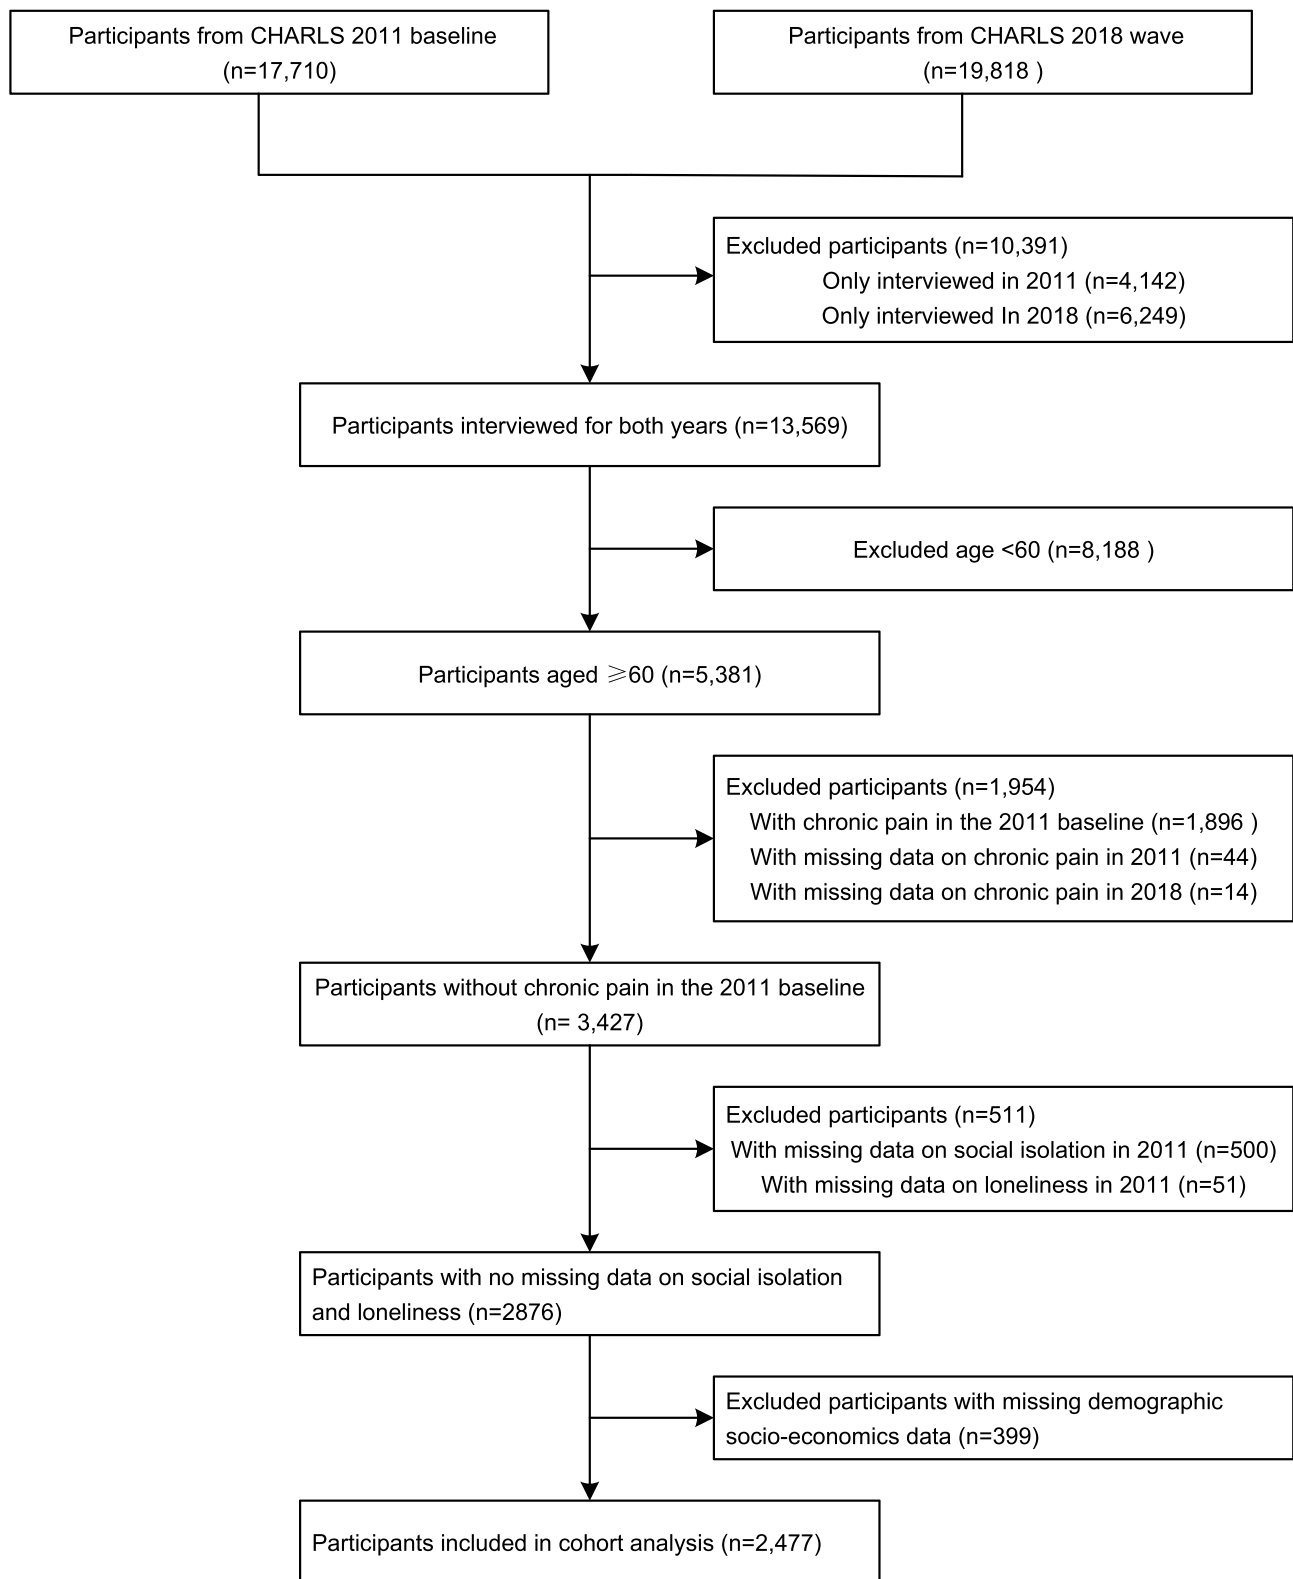 Participants from CHARLS 2011 baseline
(n=17,710)
Participants from CHARLS 2018 wave
(n=19,818 )
Excluded participants (n=10,391)
Only interviewed in 2011 (n=4,142)
Only interviewed In 2018 (n=6,249)
Participants interviewed for both years (n=13,569)
Excluded age <60 (n=8,188 )
Participants aged ⩾60 (n=5,381)
Excluded participants (n=1,954)
With chronic pain in the 2011 baseline (n=1,896 )
With missing data on chronic pain in 2011 (n=44)
With missing data on chronic pain in 2018 (n=14)
Participants without chronic pain in the 2011 baseline
(n= 3,427)
Excluded participants (n=511)
With missing data on social isolation in 2011 (n=500)
With missing data on loneliness in 2011 (n=51)
Participants with no missing data on social isolation
and loneliness (n=2876)
Excluded participants with missing demographic
socio-economics data (n=399)
Participants included in cohort analysis (n=2,477)